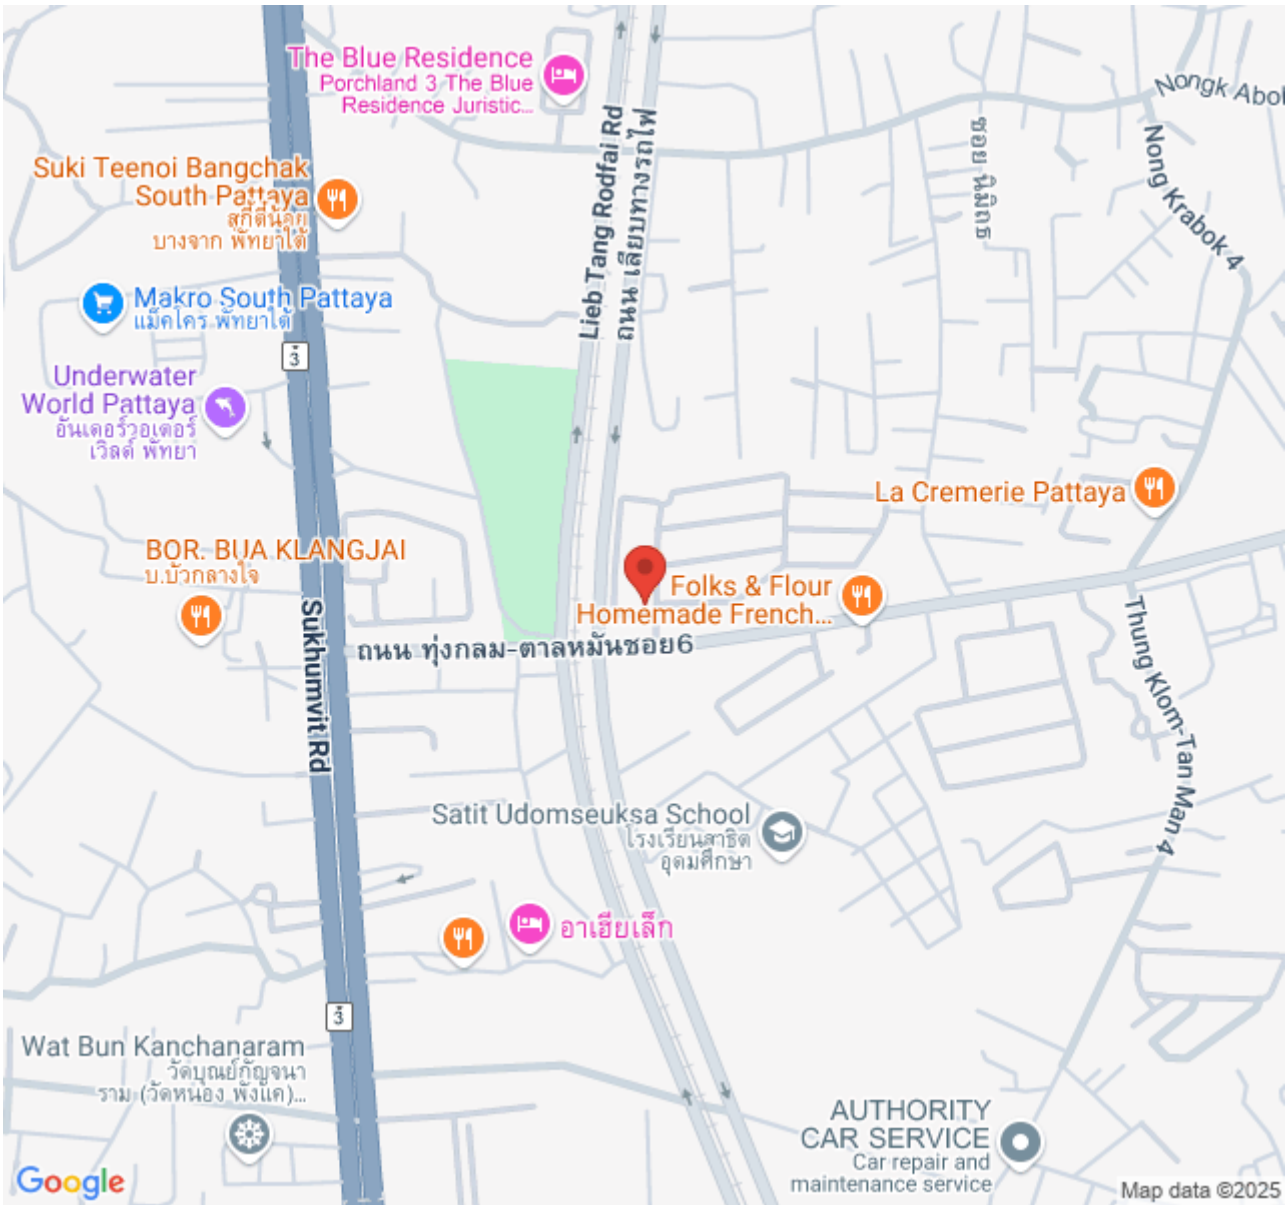 The Blue Residence
Porchland 3 The Blue
Residence Juristic...
Nongk Abok
ซอย นิมิถธ
Nong Krabok 4
Lieb Tang Rodfai Rd
ถนน เลียบทางรถไฟ
Suki Teenoi Bangchak
South Pattaya
สุกี้ตี๋น้อย
บางจาก พัทยาใต้
Makro South Pattaya
แม็คโคร พัทยาใต้
3
Underwater
World Pattaya
อันเดอร์วอเตอร์
เวิลด์ พัทยา
La Cremerie Pattaya
BOR. BUA KLANGJAI
บ.บัวกลางใจ
Folks & Flour
Homemade French...
Sukhumvit Rd
ถนน ทุ่งกลม-ตาลหมันซอย6
Thung Klom-Tan Man 4
Satit Udomseuksa School
โรงเรียนสาธิต
อุดมศึกษา
อาเฮียเล็ก
3
Wat Bun Kanchanaram
วัดบุณย์กัญจนา
ราม (วัดหนอง พังแค)...
AUTHORITY
CAR SERVICE
Car repair and
maintenance service
Google
Map data ©2025